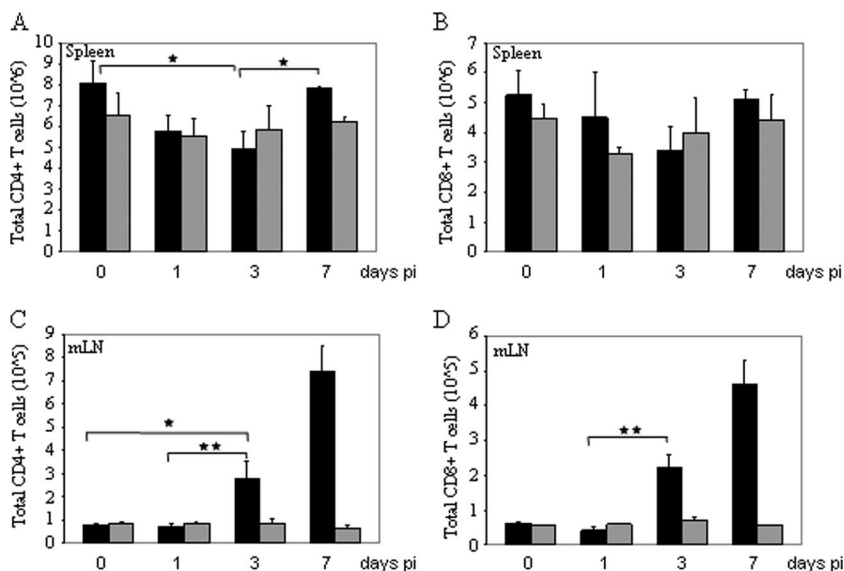 A
Spleen
Total CD4+ T cells (10^6)
10
9
8
7
6
5
4
3
2
1
0
★ ★
0 1 3 7 days pi
B
Spleen
Total CD8+ T cells (10^6)
7
6
5
4
3
2
1
0
0 1 3 7 days pi
C
mLN
Total CD4+ T cells (10^5)
9
8
7
6
5
4
3
2
1
0
★
★★
0 1 3 7 days pi
D
mLN
Total CD8+ T cells (10^5)
6
5
4
3
2
1
0
★★
0 1 3 7 days pi